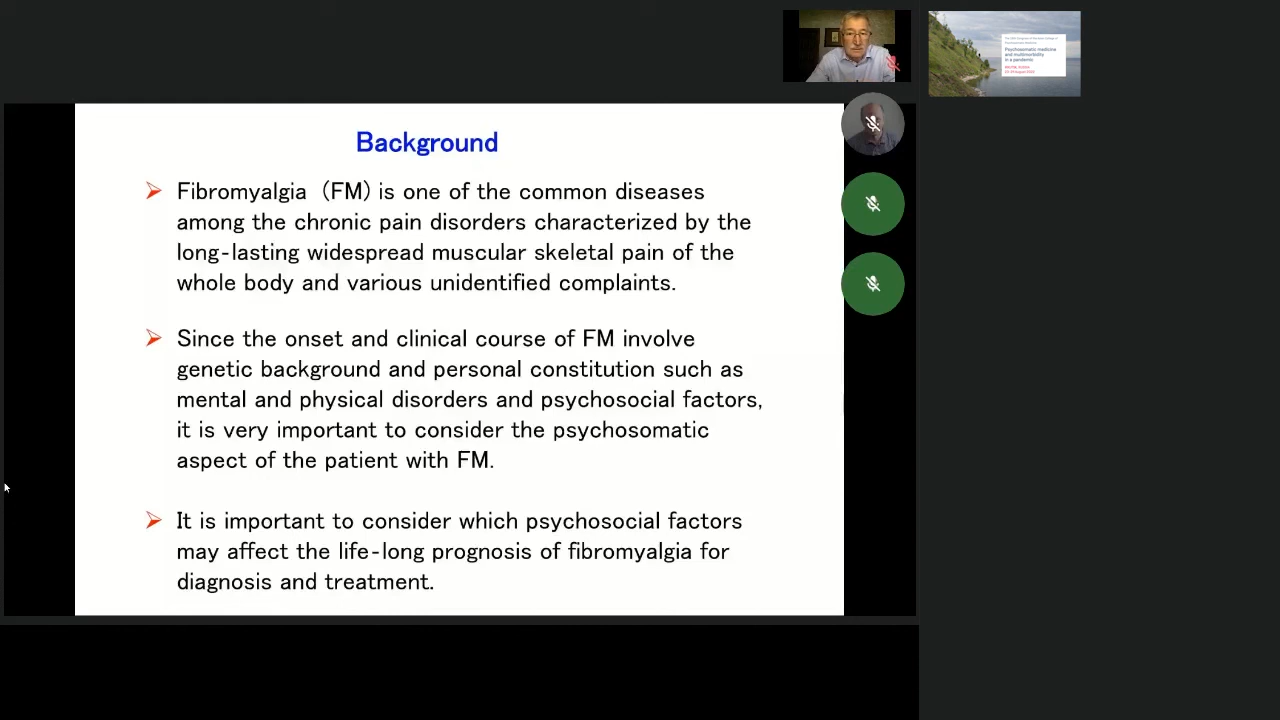 Background
Fibromyalgia (FM) is one of the common diseases
among the chronic pain disorders characterized by the
long-lasting widespread muscular skeletal pain of the
whole body and various unidentified complaints.
Since the onset and clinical course of FM involve
genetic background and personal constitution such as
mental and physical disorders and psychosocial factors,
it is very important to consider the psychosomatic
aspect of the patient with FM.
It is important to consider which psychosocial factors
may affect the life-long prognosis of fibromyalgia for
diagnosis and treatment.
Psychosomatic medicine
and multimorbidity
in a pandemic